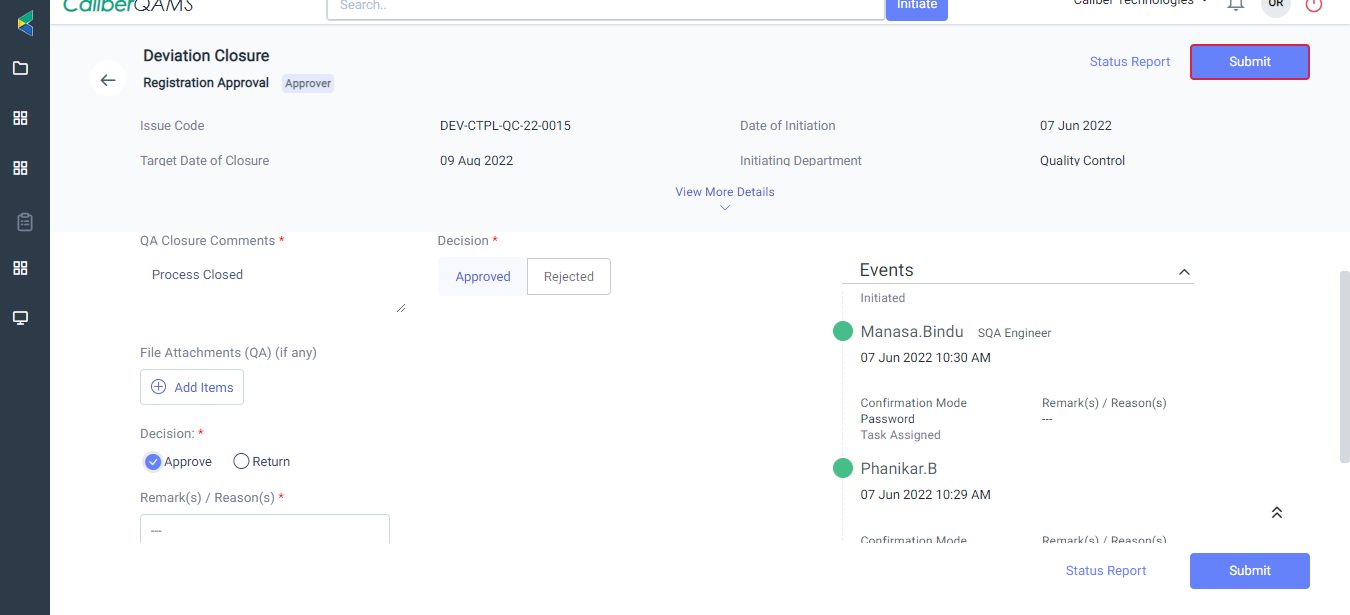 CaliberQAMS
Search..
Initiate
Caliber Technologies
OR
Deviation Closure
Registration Approval Approver
Status Report
Submit
Issue Code
DEV-CTPL-QC-22-0015
Date of Initiation
07 Jun 2022
Target Date of Closure
09 Aug 2022
Initiating Department
Quality Control
View More Details
QA Closure Comments *
Process Closed
Decision *
Approved
Rejected
File Attachments (QA) (if any)
Add Items
Decision: *
Approve
Return
Remark(s) / Reason(s) *
---
Events
Initiated
Manasa.Bindu SQA Engineer
07 Jun 2022 10:30 AM
Confirmation Mode
Remark(s) / Reason(s)
Password
---
Task Assigned
Phanikar.B
07 Jun 2022 10:29 AM
Confirmation Mode
Remark(s) / Reason(s)
Status Report
Submit